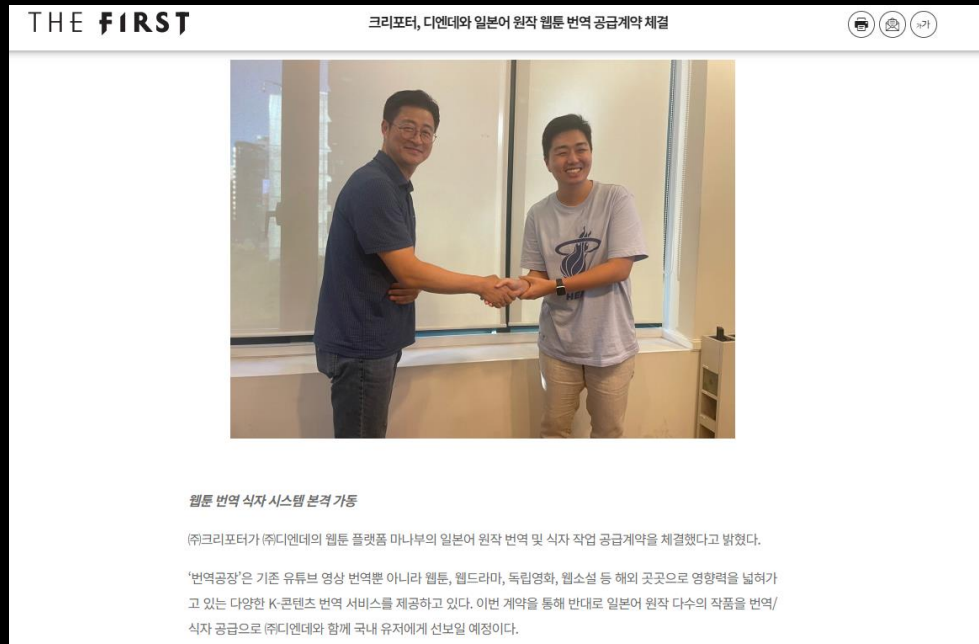 THE FIRST
크리포터, 디엔데와 일본어 원작 웹툰 번역 공급계약 체결
가가
HEAT
웹툰 번역 식자 시스템 본격 가동
㈜크리포터가 ㈜디엔데의 웹툰 플랫폼 마나부의 일본어 원작 번역 및 식자 작업 공급계약을 체결했다고 밝혔다.
‘번역공장’은 기존 유튜브 영상 번역뿐 아니라 웹툰, 웹드라마, 독립영화, 웹소설 등 해외 곳곳으로 영향력을 넓혀가
고 있는 다양한 K-콘텐츠 번역 서비스를 제공하고 있다. 이번 계약을 통해 반대로 일본어 원작 다수의 작품을 번역/
식자 공급으로 ㈜디엔데와 함께 국내 유저에게 선보일 예정이다.